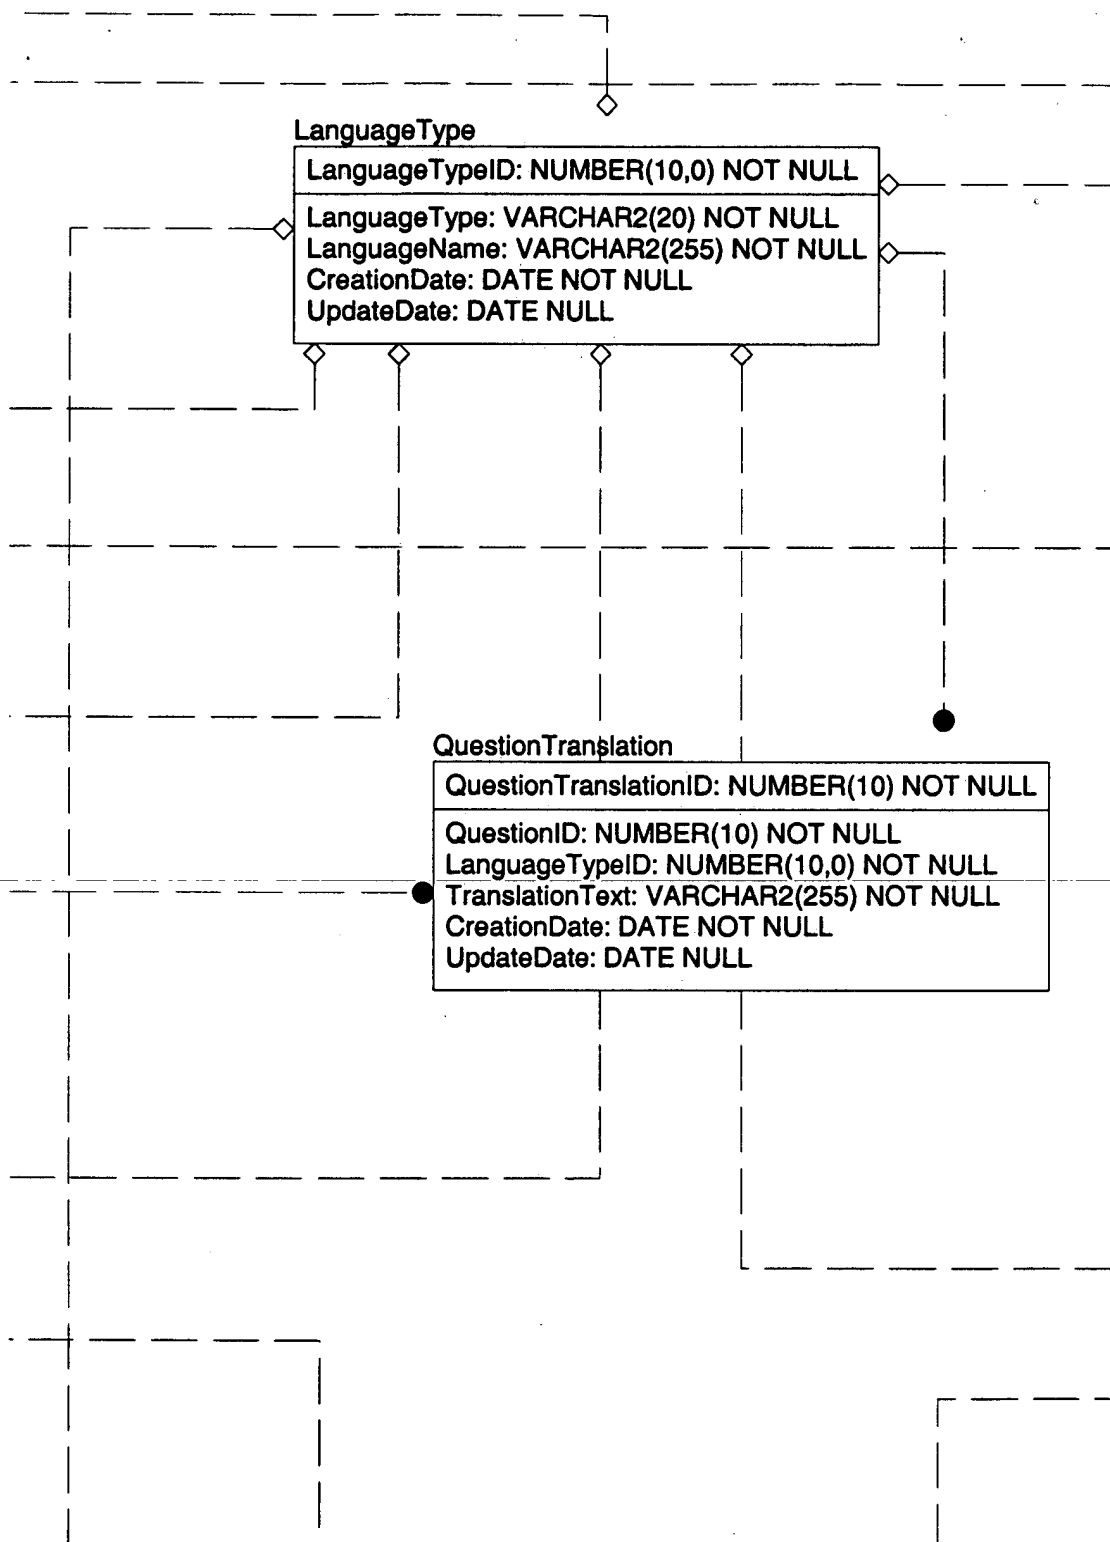 LanguageType
LanguageTypeID: NUMBER(10,0) NOT NULL
LanguageType: VARCHAR2(20) NOT NULL
LanguageName: VARCHAR2(255) NOT NULL
CreationDate: DATE NOT NULL
UpdateDate: DATE NULL
QuestionTranslation
QuestionTranslationID: NUMBER(10) NOT NULL
QuestionID: NUMBER(10) NOT NULL
LanguageTypeID: NUMBER(10,0) NOT NULL
TranslationText: VARCHAR2(255) NOT NULL
CreationDate: DATE NOT NULL
UpdateDate: DATE NULL